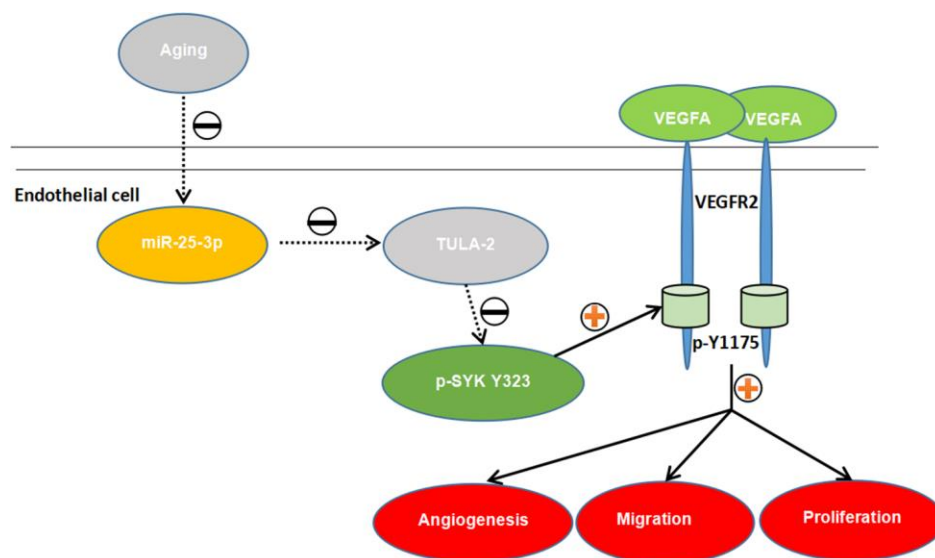 Aging
VEGFA
VEGFA
Endothelial cell
VEGFR2
miR-25-3p
TULA-2
p-Y1175
p-SYK Y323
Angiogenesis
Migration
Proliferation